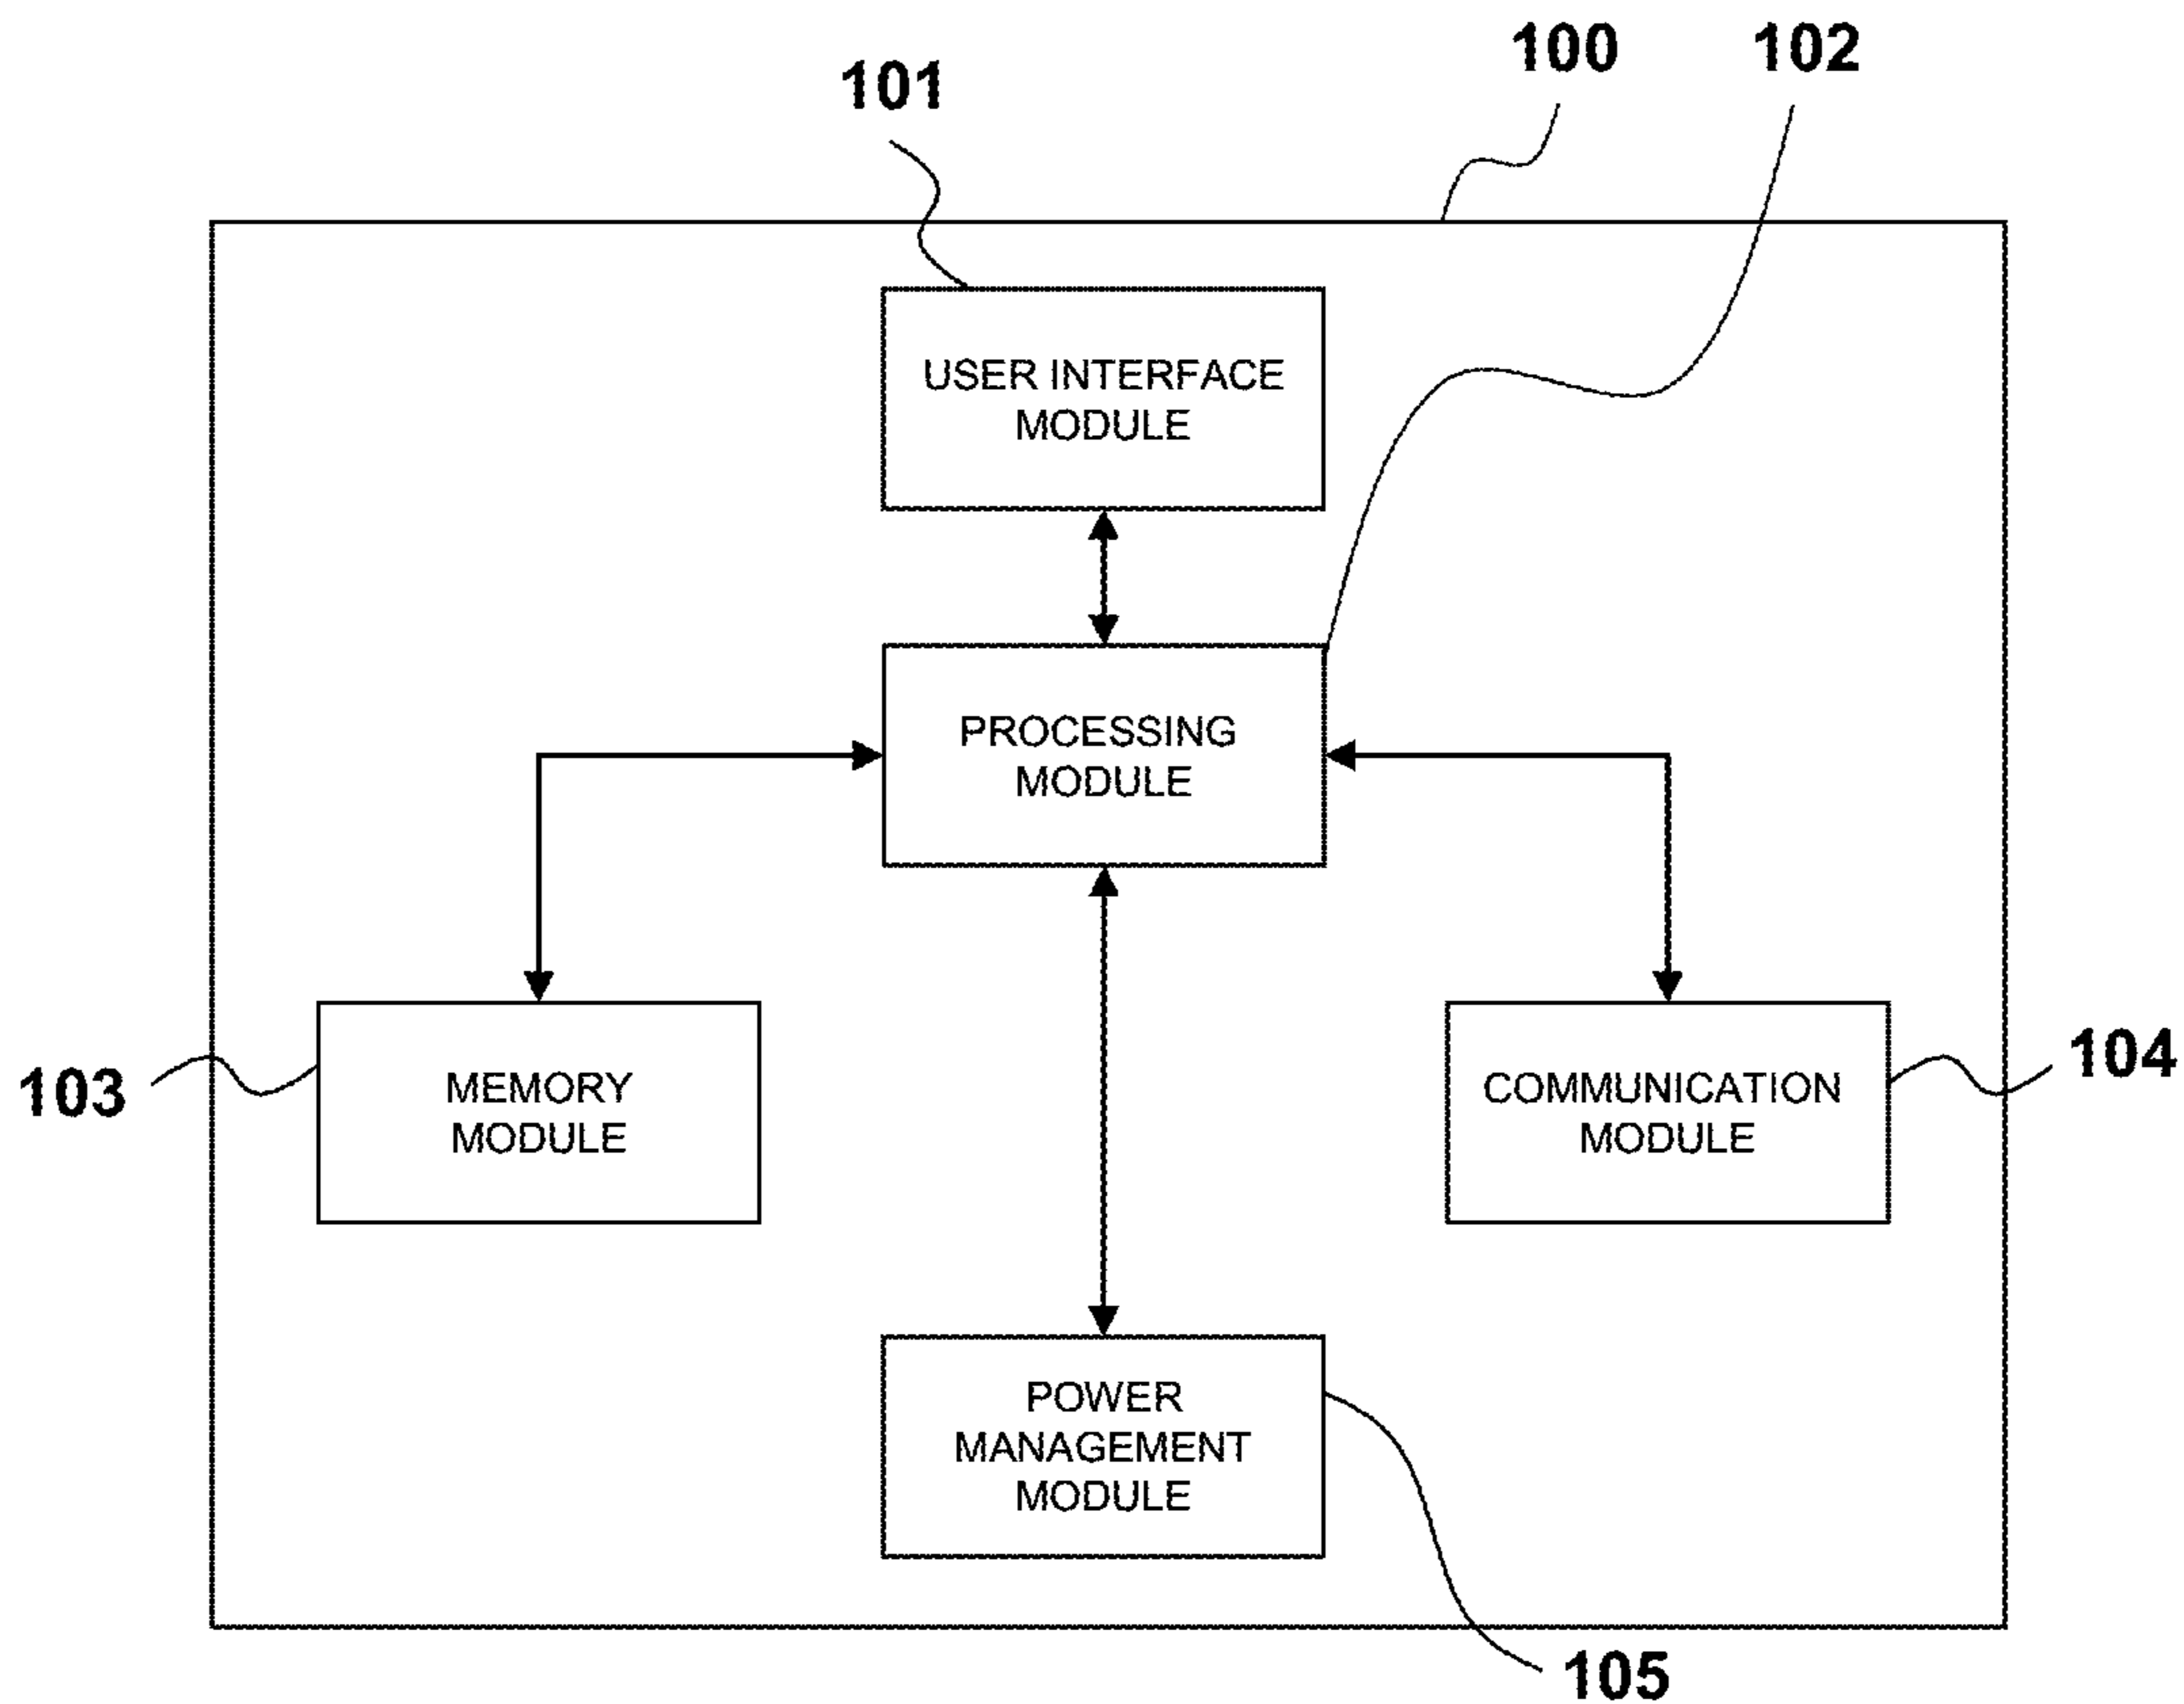 100
102
101
USER INTERFACE
MODULE
PROCESSING
MODULE
103
MEMORY
MODULE
COMMUNICATION
MODULE
104
POWER
MANAGEMENT
MODULE
105